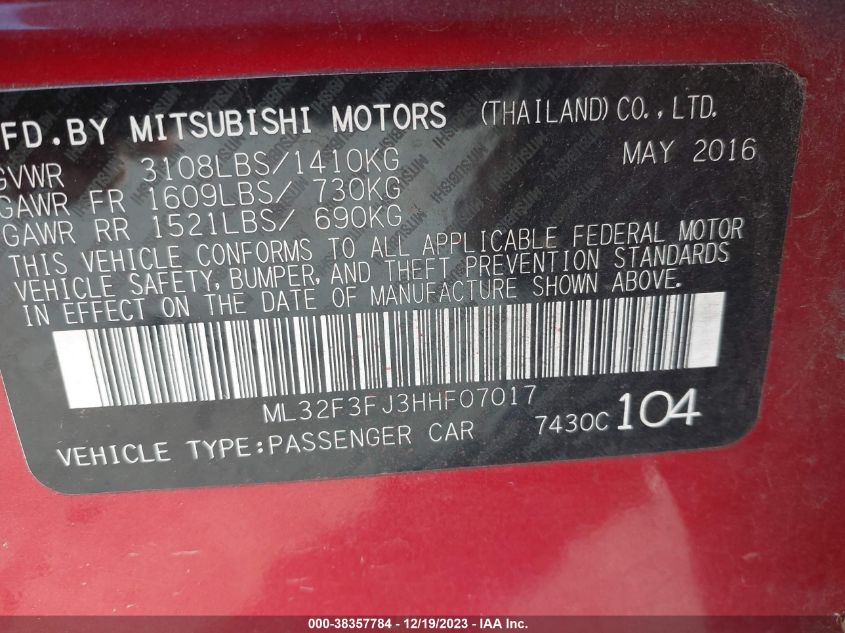 FD.BY MITSUBISHI MOTORS (THAILAND) CO., LTD.
GVWR 3108LBS/1410KG MAY 2016
GAWR FR 1609LBS/ 730KG
GAWR RR 1521LBS/ 690KG
THIS VEHICLE CONFORMS TO ALL APPLICABLE FEDERAL MOTOR
VEHICLE SAFETY, BUMPER, AND THEFT PREVENTION STANDARDS
IN EFFECT ON THE DATE OF MANUFACTURE SHOWN ABOVE.
ML32F3FJ3HHF07017
VEHICLE TYPE:PASSENGER CAR 7430C 104
000-38357784 - 12/19/2023 - IAA Inc.